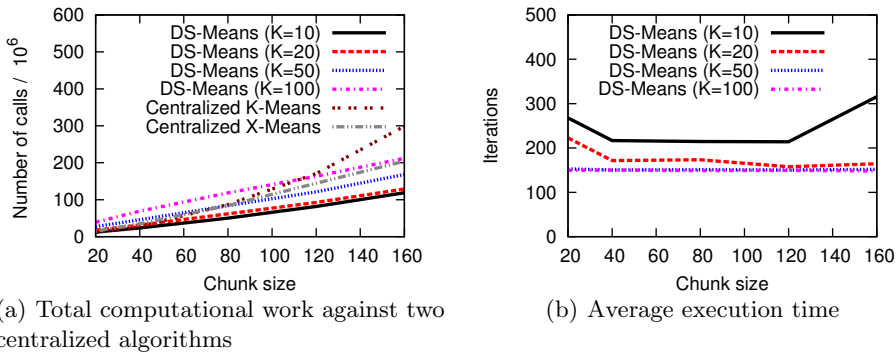 600
500
400
300
200
100
0
20 40 60 80 100 120 140 160
Number of calls / 10^6
Chunk size
DS-Means (K=10)
DS-Means (K=20)
DS-Means (K=50)
DS-Means (K=100)
Centralized K-Means
Centralized X-Means
(a) Total computational work against two
centralized algorithms
500
400
300
200
100
0
20 40 60 80 100 120 140 160
Iterations
Chunk size
DS-Means (K=10)
DS-Means (K=20)
DS-Means (K=50)
DS-Means (K=100)
(b) Average execution time